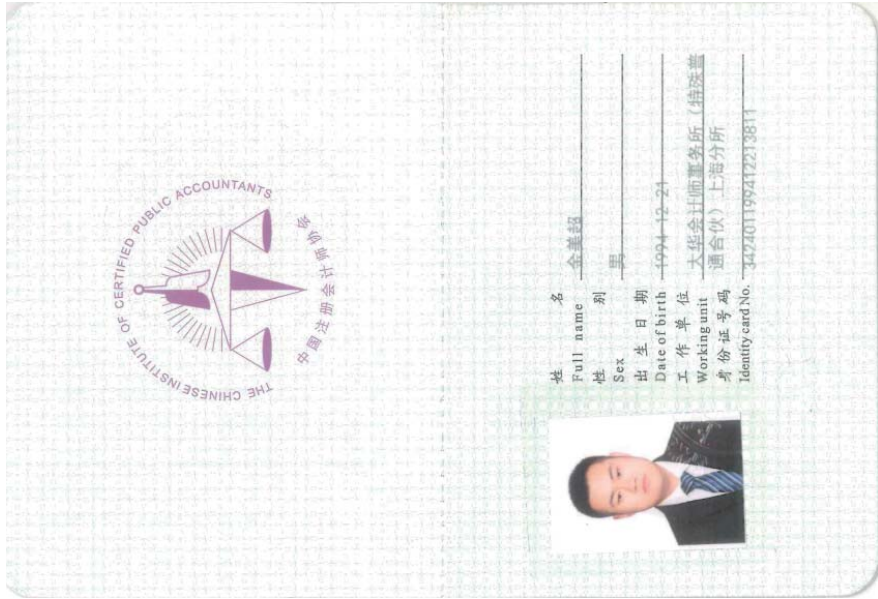 THE CHINESE INSTITUTE OF CERTIFIED PUBLIC ACCOUNTANTS
中国注册会计师协会
姓 名 金美超
Full name
性 别 男
Sex
出 生 日 期 1994-12-21
Date of birth
工 作 单 位 大华会计师事务所（特殊普
Working unit 通合伙）上海分所
身 份 证 号 码 342401199412213811
Identity card No.